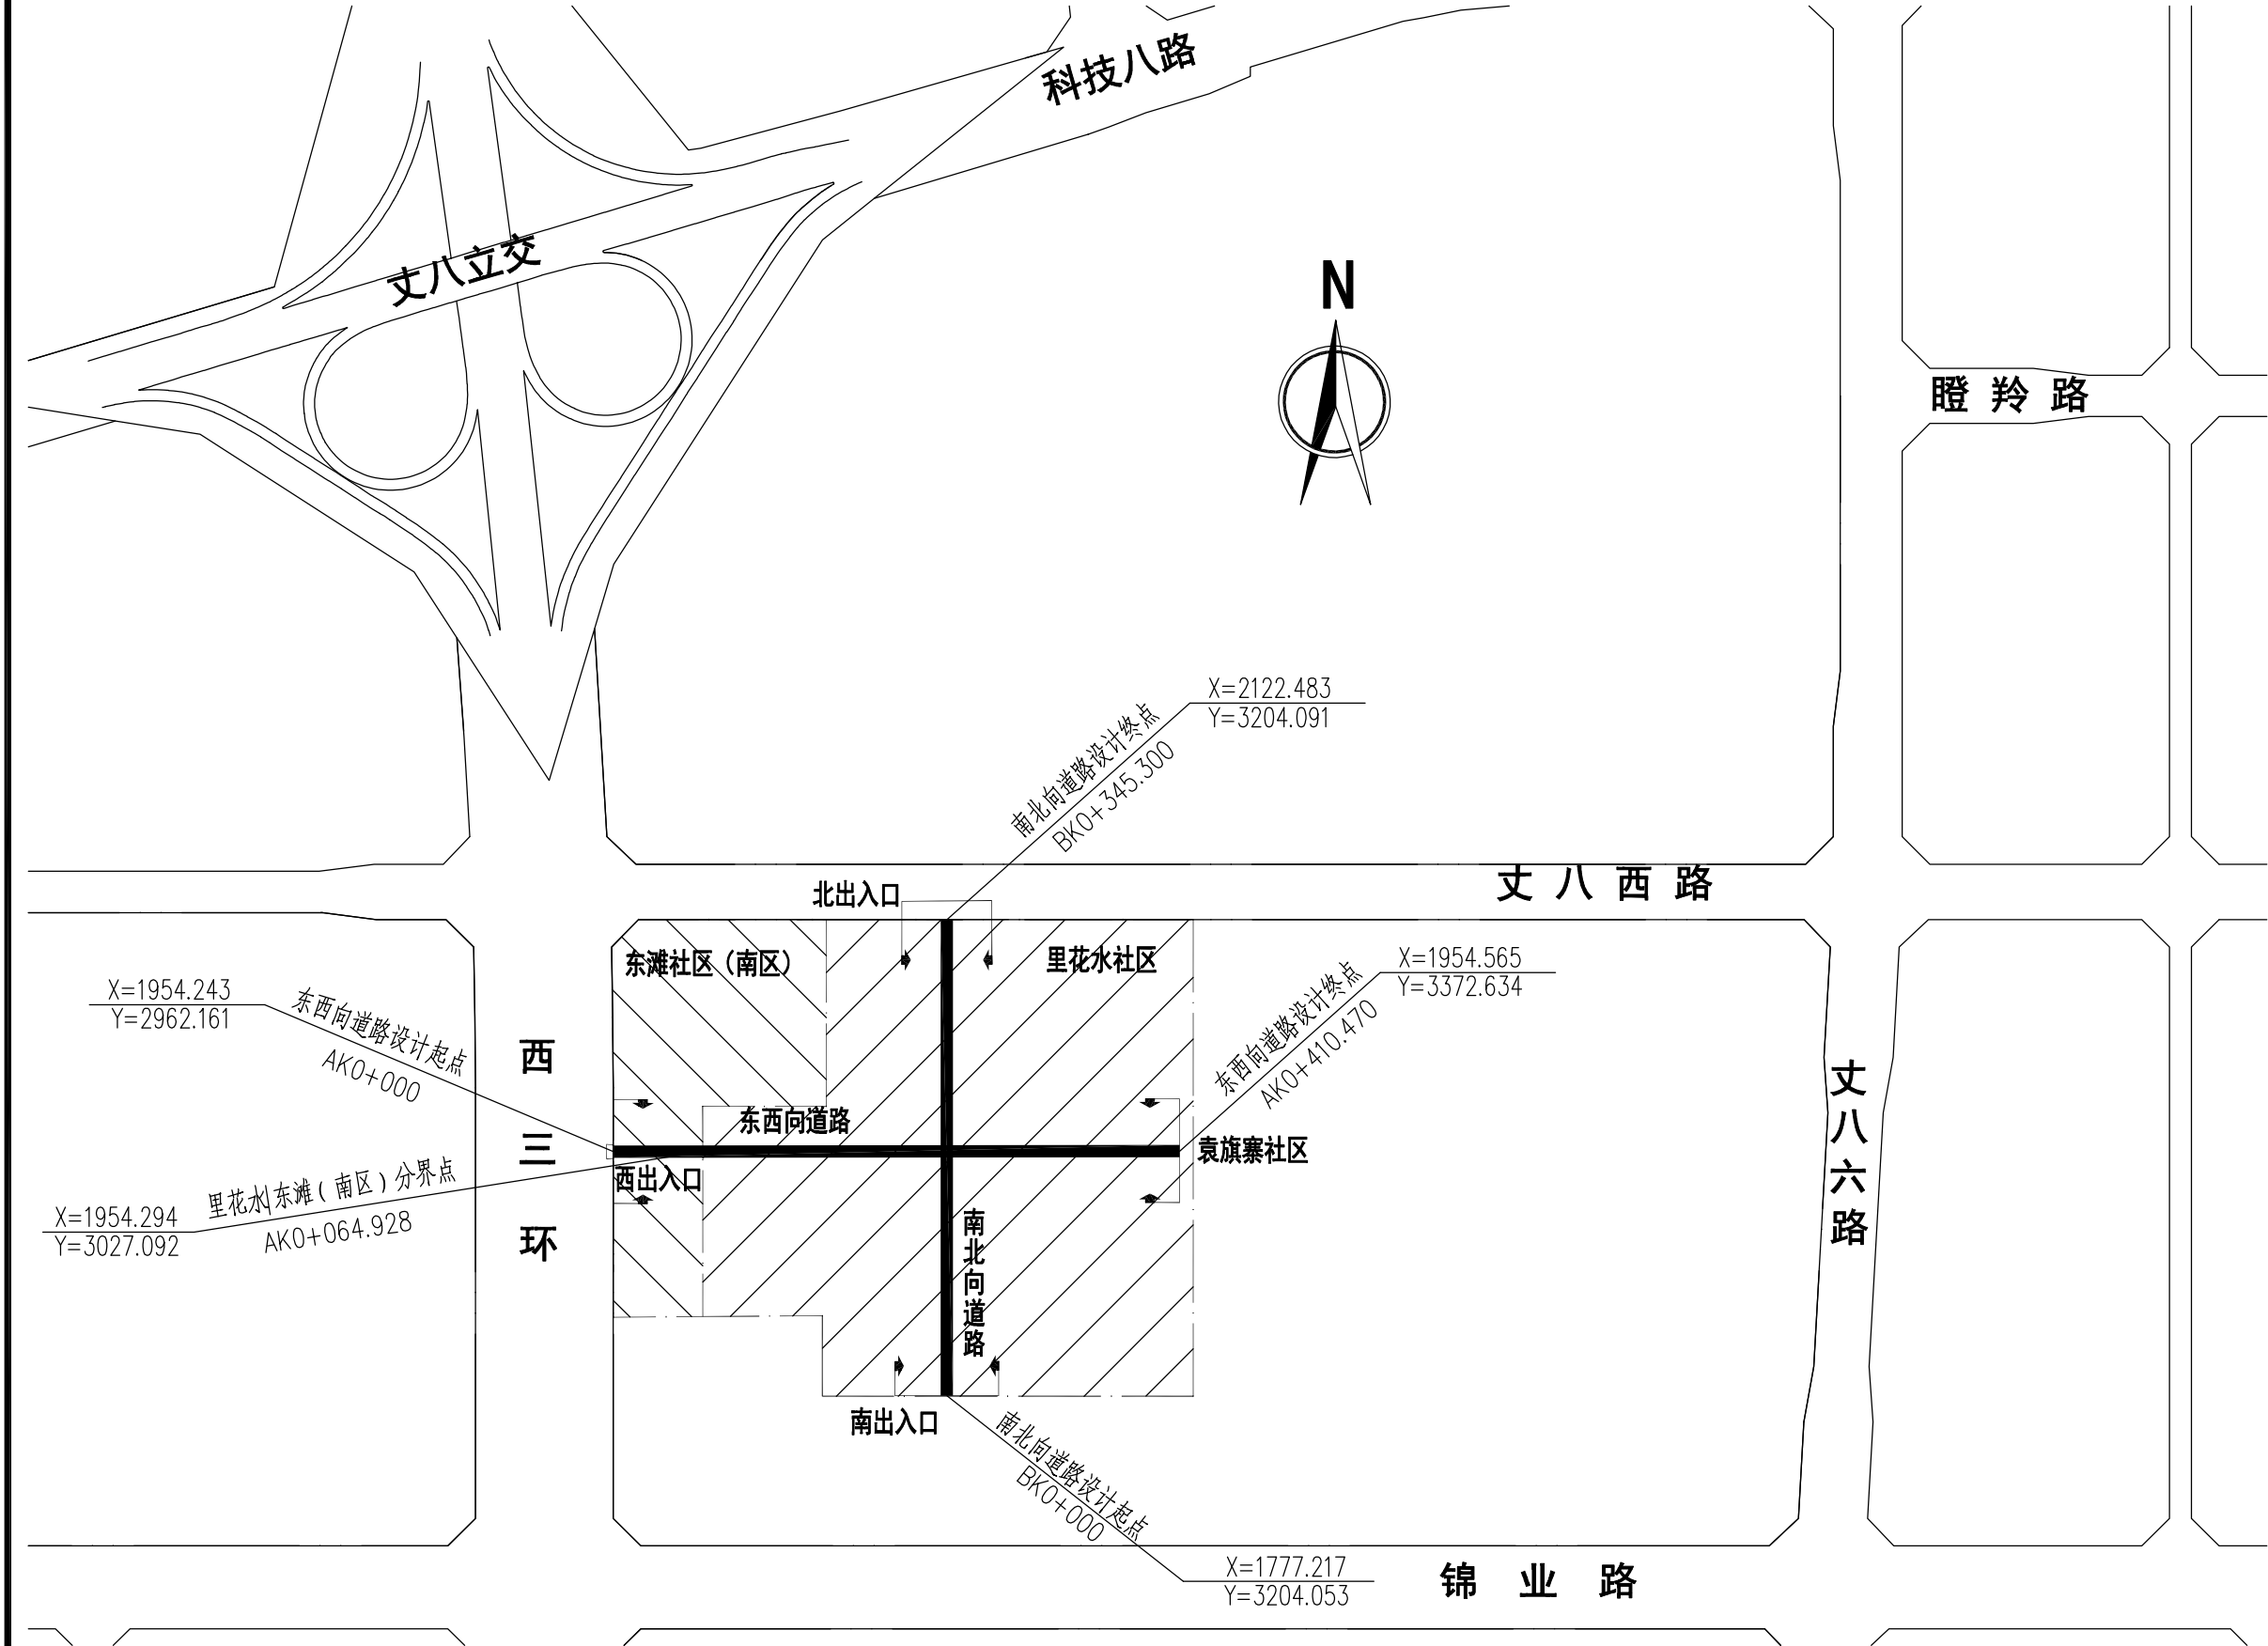 科技八路
丈八立交
N
瞪羚路
X=2122.483
Y=3204.091
南北向道路设计终点
BK0+345.300
丈八西路
北出入口
东滩社区（南区）
里花水社区
X=1954.565
Y=3372.634
东西向道路设计终点
AK0+410.470
X=1954.243
Y=2962.161
东西向道路设计起点
AK0+000
西三环
丈八六路
东西向道路
袁旗寨社区
西出入口
里花水|东滩(南区)分界点
AK0+064.928
X=1954.294
Y=3027.092
南北向道路
南出入口
南北向道路设计起点
BK0+000
X=1777.217
Y=3204.053
锦业路